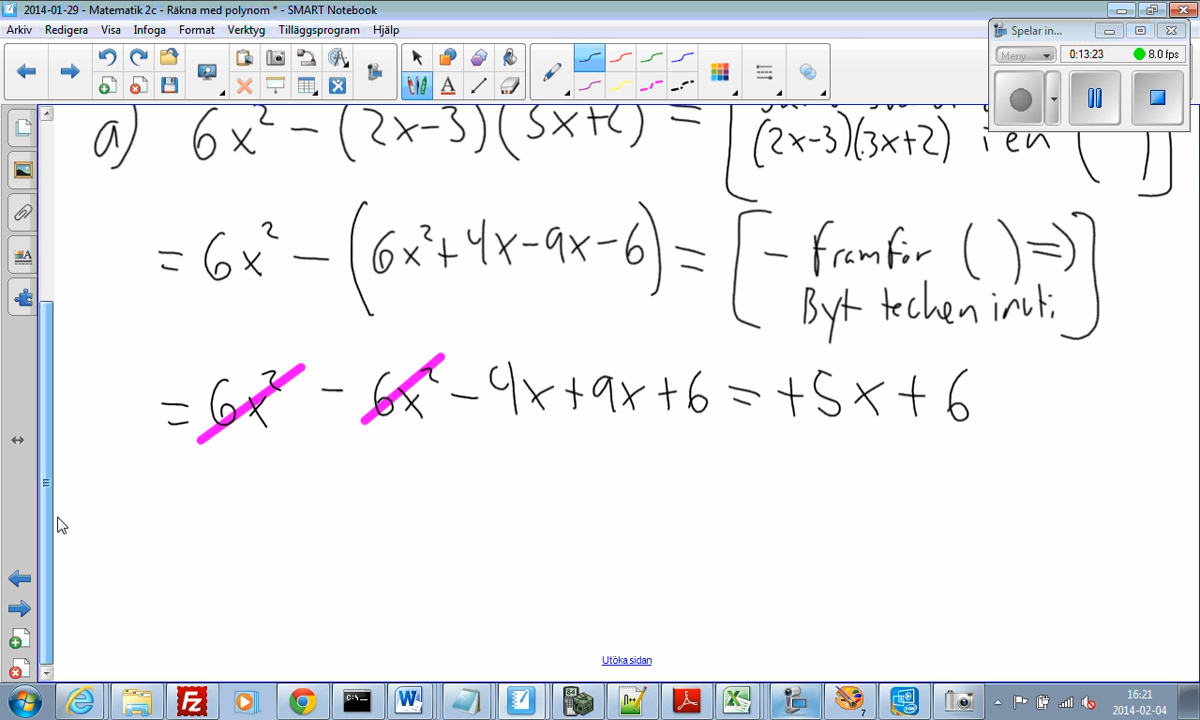 2014-01-29 - Matematik 2c - Räkna med polynom * - SMART Notebook
Arkiv Redigera Visa Infoga Format Verktyg Tilläggsprogram Hjälp
Spelar in...
Meny 0:13:23 8.0 fps
a) 6x² - (2x-3)(3x+2) = [
(2x-3)(3x+2) i en ( ) ]
= 6x² - (6x²+4x-9x-6) = [ - framför ( ) =>
Byt tecken inuti ]
= 6x² - 6x² - 4x + 9x + 6 = +5x + 6
Utöka sidan
16:21
2014-02-04